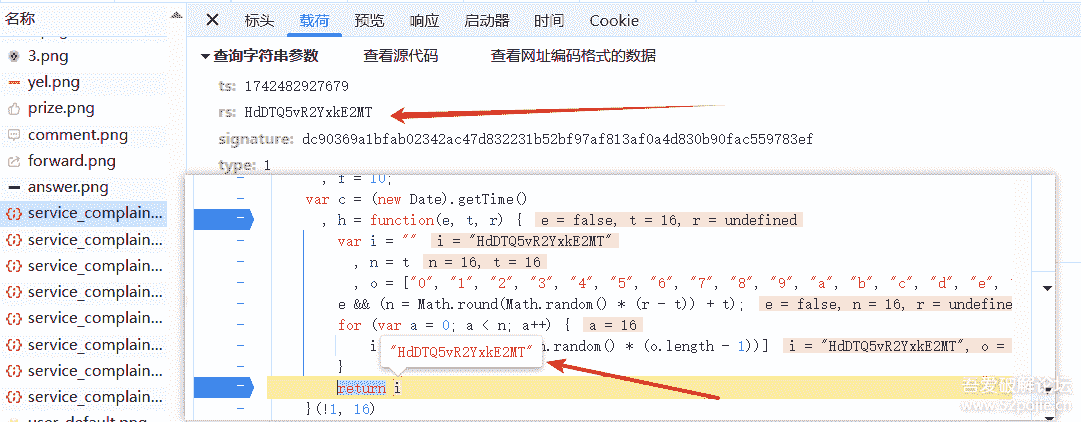 名称
标头 载荷 预览 响应 启动器 时间 Cookie
3.png
yel.png
prize.png
comment.png
forward.png
answer.png
service_complain...
service_complain...
service_complain...
service_complain...
service_complain...
service_complain...
service_complain...
service_complain...
user_default.png
查询字符串参数 查看源代码 查看网址编码格式的数据
ts: 1742482927679
rs: HdDTQ5vR2YxkE2MT
signature: dc90369a1bfab02342ac47d832231b52bf97af813af0a4d830b90fac559783ef
type: 1
, f = 10;
var c = (new Date).getTime()
, h = function(e, t, r) { e = false, t = 16, r = undefined
var i = "" i = "HdDTQ5vR2YxkE2MT"
, n = t n = 16, t = 16
, o = ["0", "1", "2", "3", "4", "5", "6", "7", "8", "9", "a", "b", "c", "d", "e",
e && (n = Math.round(Math.random() * (r - t)) + t); e = false, n = 16, r = undefine
for (var a = 0; a < n; a++) { a = 16
i .random() * (o.length - 1))] i = "HdDTQ5vR2YxkE2MT", o =
"HdDTQ5vR2YxkE2MT"
}
return i
}(!1, 16)
吾爱破解论坛
www.52pojie.cn